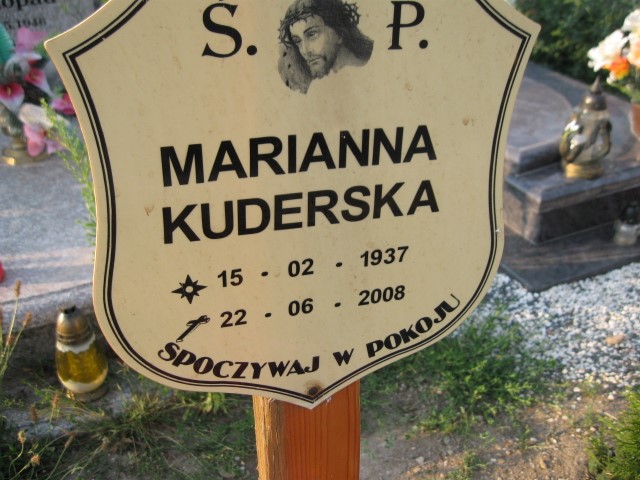 Ś. P.
MARIANNA
KUDERSKA
15 - 02 - 1937
22 - 06 - 2008
SPOCZYWAJ W POKOJU